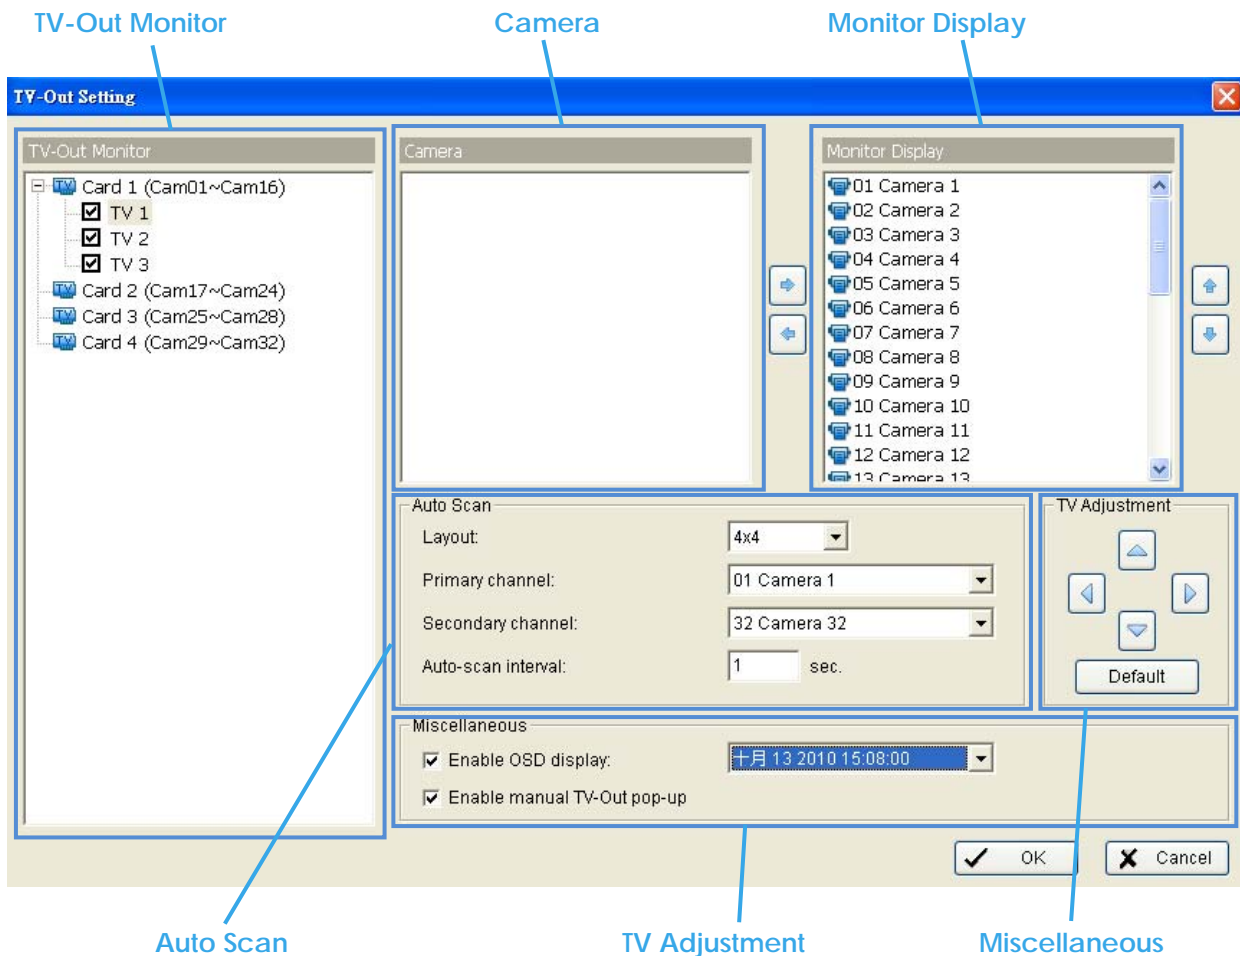 TV-Out Monitor
Camera
Monitor Display
TV-Out Setting
TV-Out Monitor
Card 1 (Cam01~Cam16)
TV 1
TV 2
TV 3
Card 2 (Cam17~Cam24)
Card 3 (Cam25~Cam28)
Card 4 (Cam29~Cam32)
Camera
Monitor Display
01 Camera 1
02 Camera 2
03 Camera 3
04 Camera 4
05 Camera 5
06 Camera 6
07 Camera 7
08 Camera 8
09 Camera 9
10 Camera 10
11 Camera 11
12 Camera 12
13 Camera 13
Auto Scan
Layout: 4x4
Primary channel: 01 Camera 1
Secondary channel: 32 Camera 32
Auto-scan interval: 1 sec.
TV Adjustment
Default
Miscellaneous
Enable OSD display: 十月 13 2010 15:08:00
Enable manual TV-Out pop-up
OK
Cancel
Auto Scan
TV Adjustment
Miscellaneous